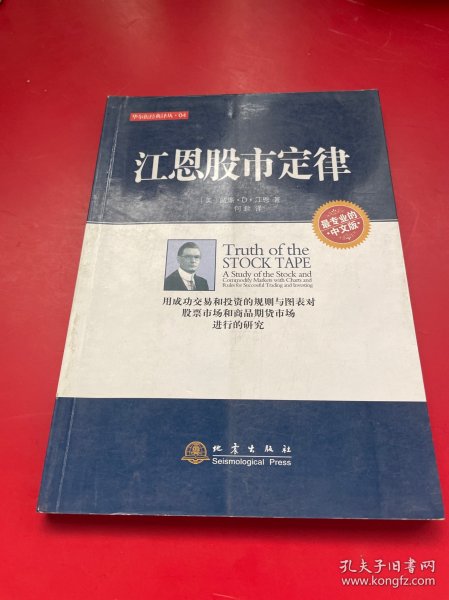 华尔街经典译丛·04
江恩股市定律
[美] 威廉·D·江恩 著
何君 译
最专业的
中文版
Truth of the
STOCK TAPE
A Study of the Stock and
Commodity Markets with Charts and
Rules for Successful Trading and Investing
用成功交易和投资的规则与图表对
股票市场和商品期货市场
进行的研究
地震出版社
Seismological Press
孔夫子旧书网
www.kongfz.com